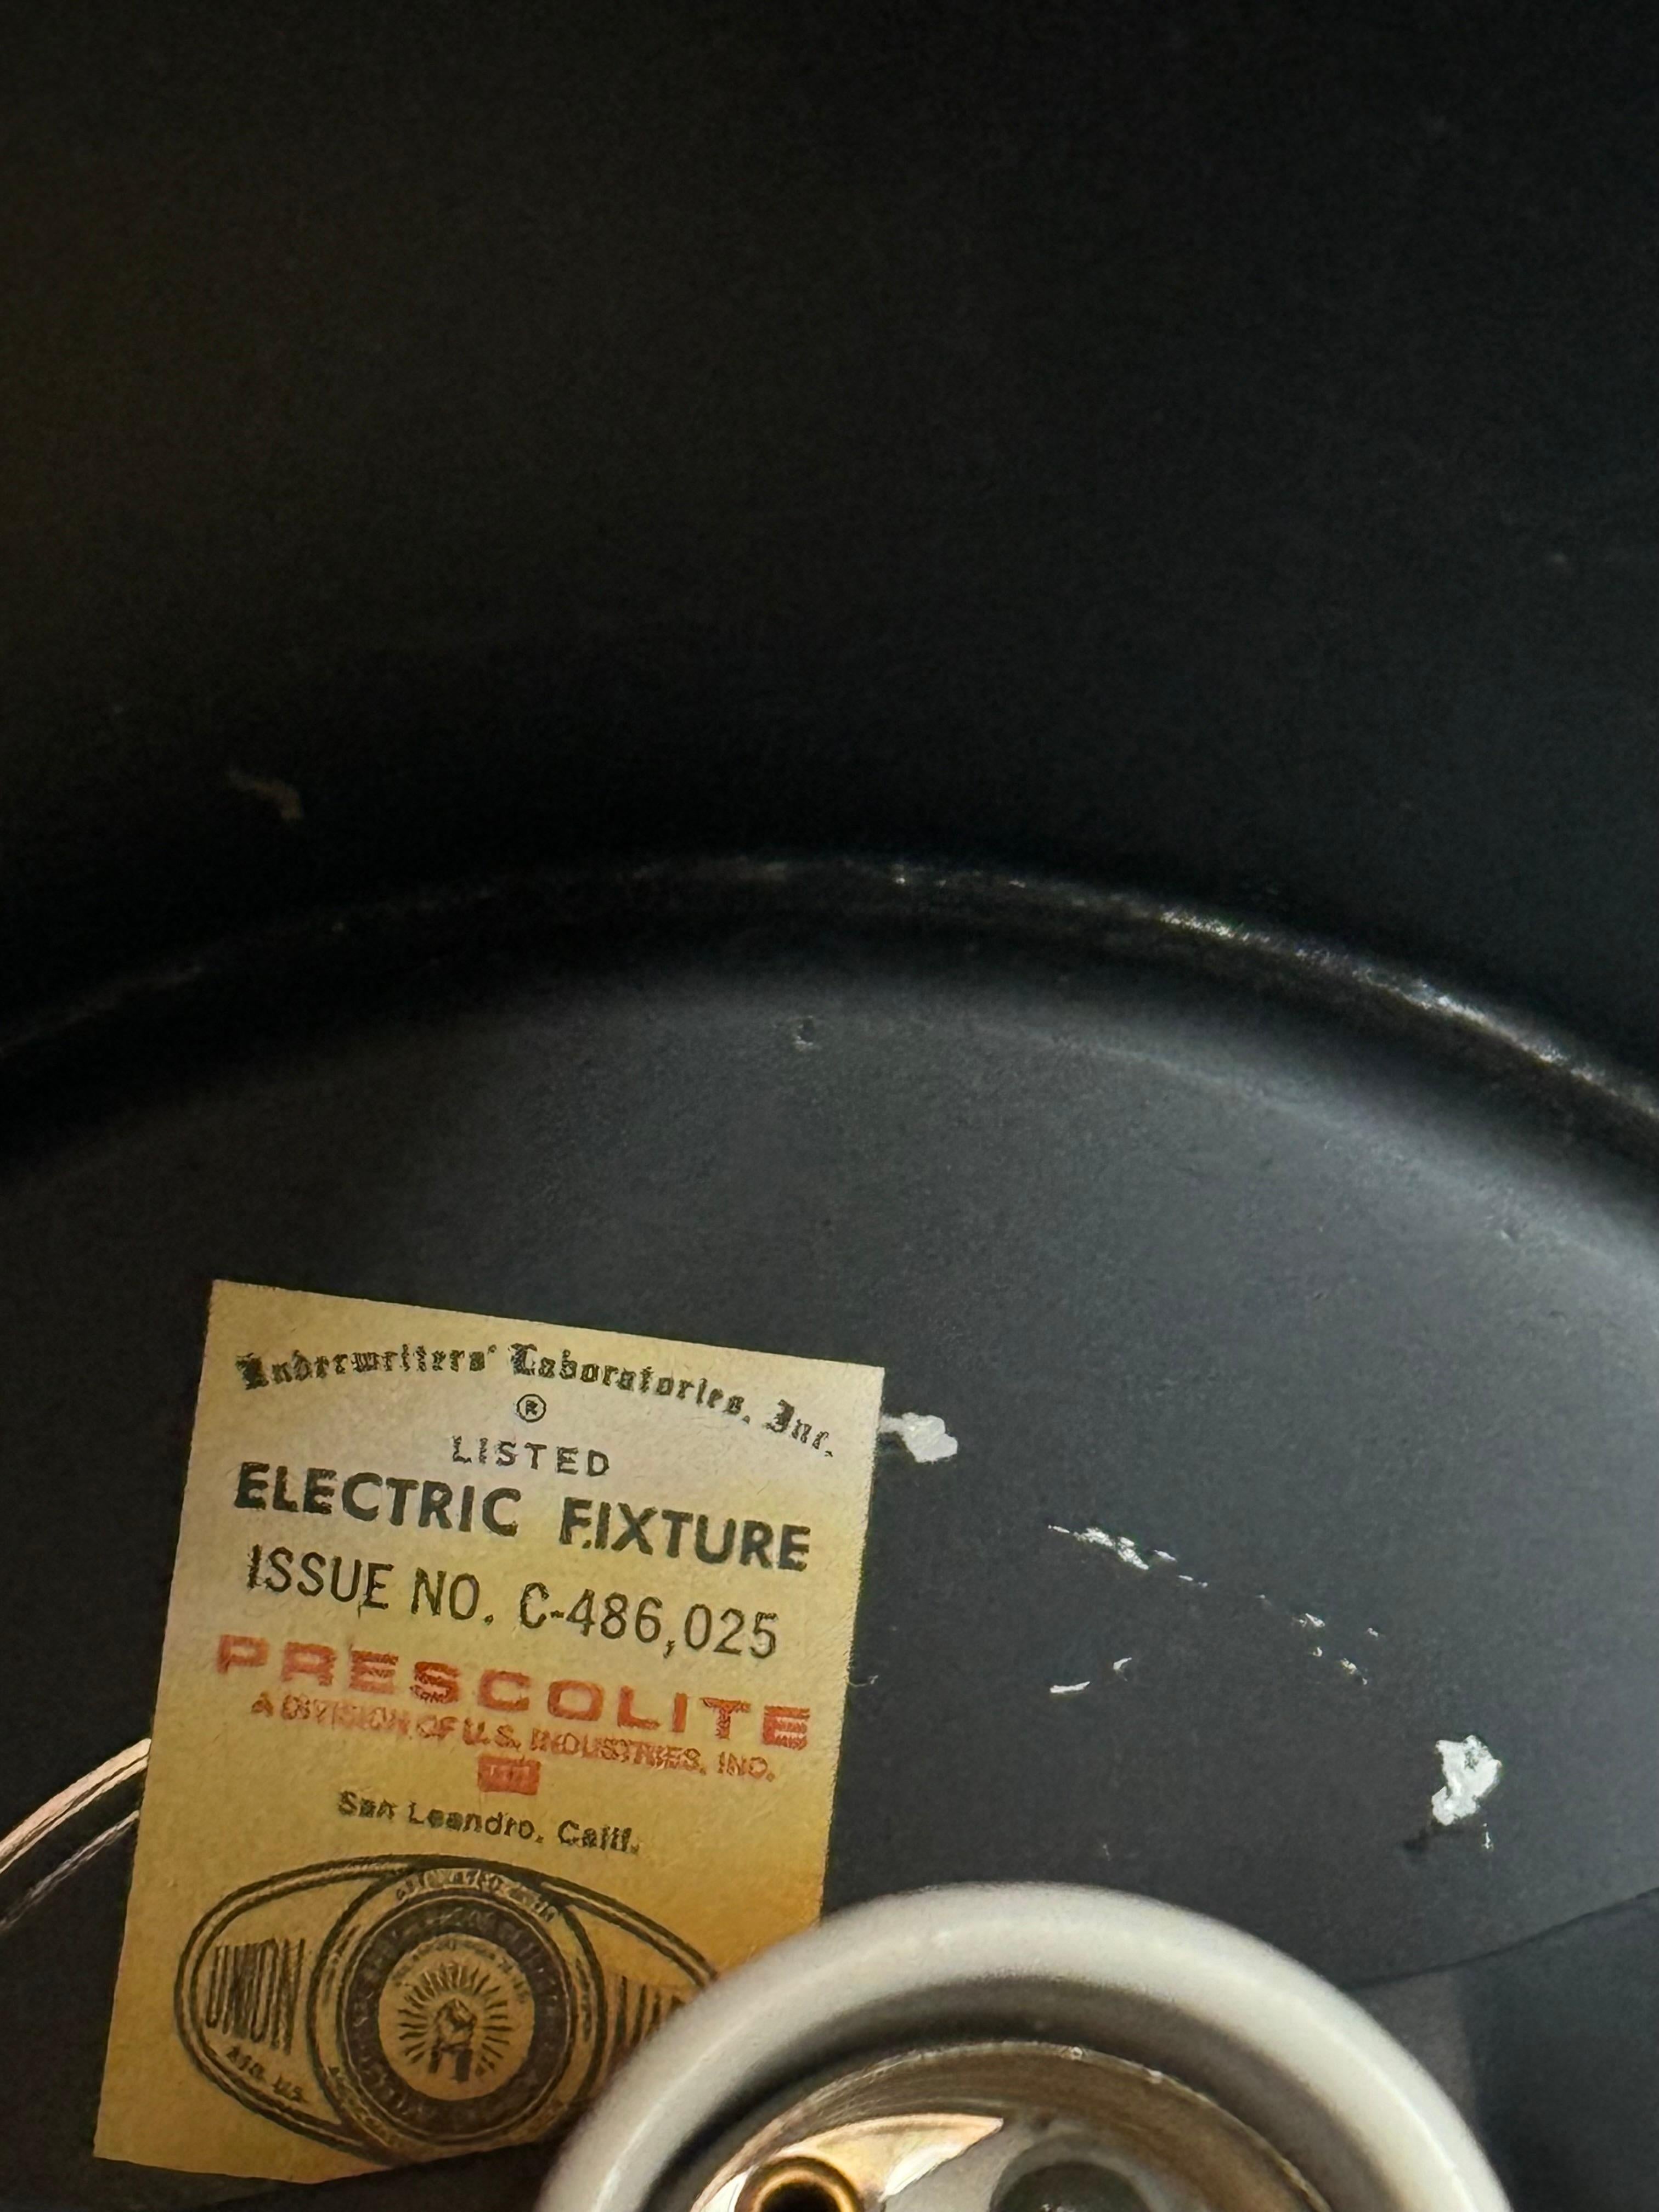 Underwriters' Laboratories, Inc.
®
LISTED
ELECTRIC FIXTURE
ISSUE NO. C-486,025
PRESCOLITE
A DIVISION OF U.S. INDUSTRIES, INC.
San Leandro, Calif.
UNION